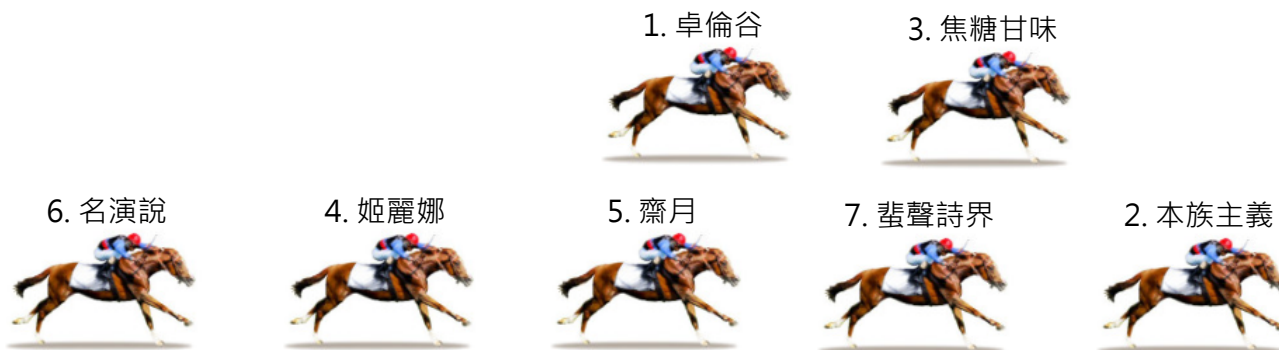 1. 卓倫谷
3. 焦糖甘味
6. 名演說
4. 姬麗娜
5. 齋月
7. 蜚聲詩界
2. 本族主義